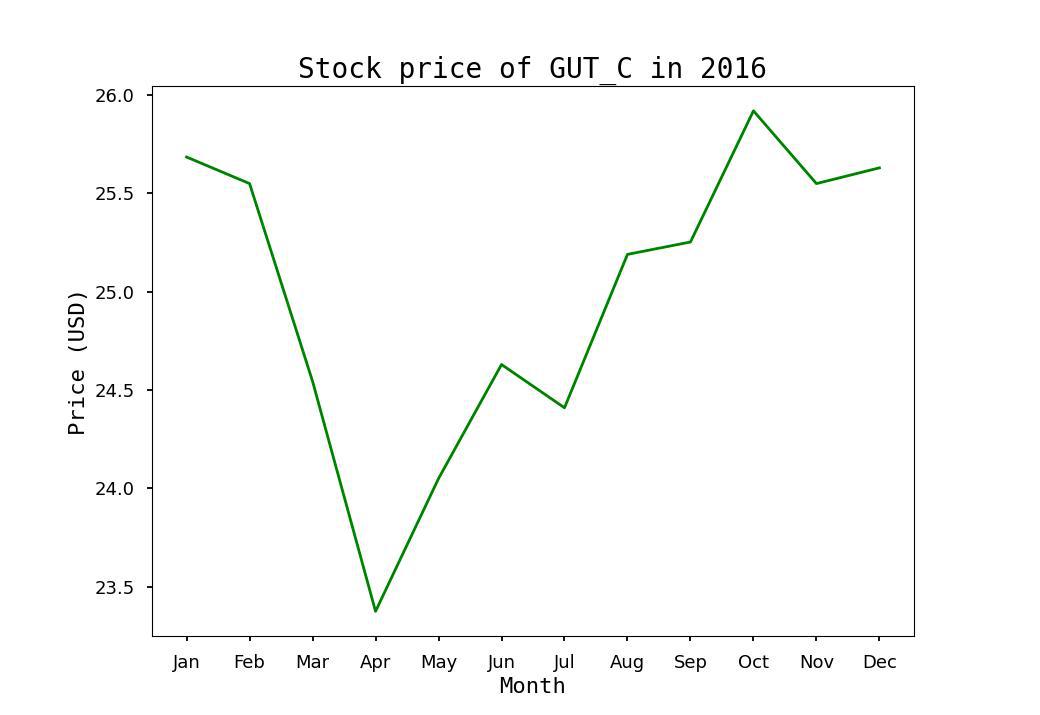 Stock price of GUT_C in 2016
Price (USD)
26.0
25.5
25.0
24.5
24.0
23.5
Jan Feb Mar Apr May Jun Jul Aug Sep Oct Nov Dec
Month